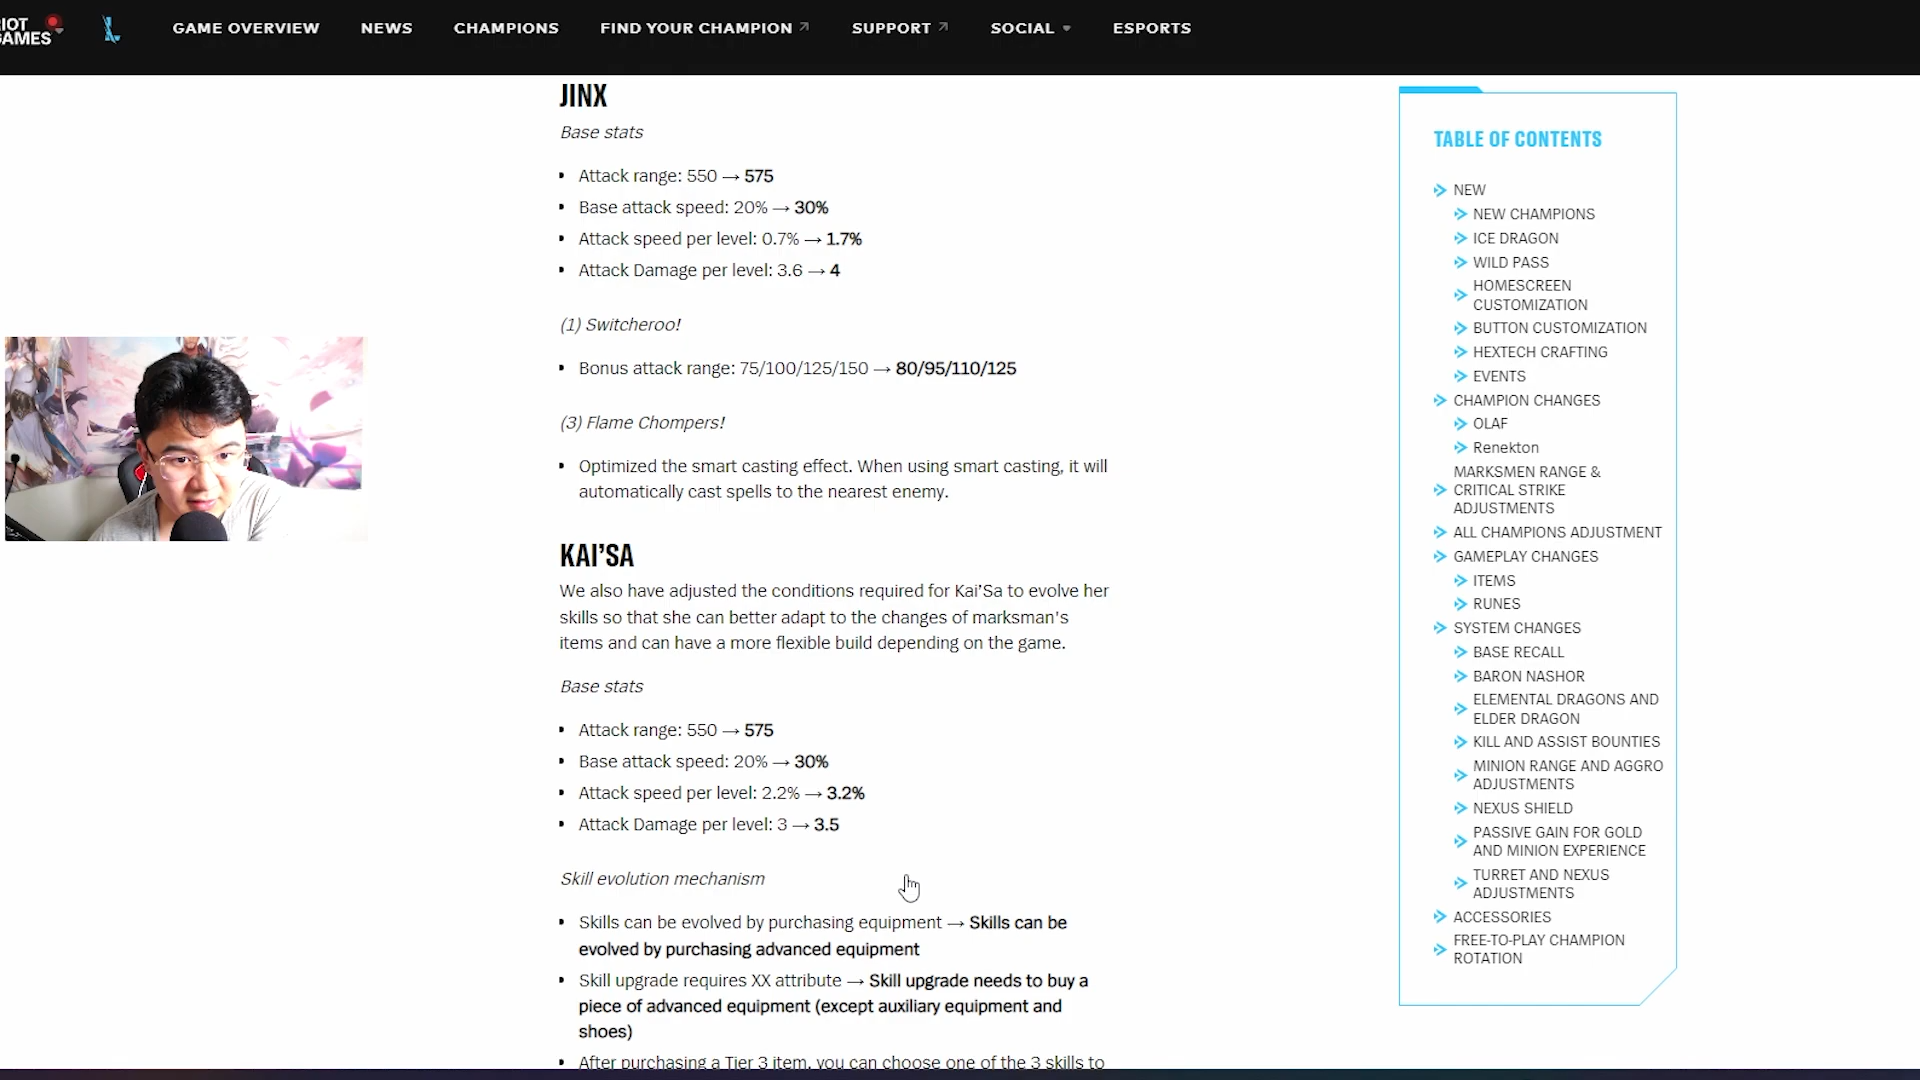 RIOT
GAMES
GAME OVERVIEW
NEWS
CHAMPIONS
FIND YOUR CHAMPION
SUPPORT
SOCIAL
ESPORTS
JINX
Base stats
Attack range: 550 → 575
Base attack speed: 20% → 30%
Attack speed per level: 0.7% → 1.7%
Attack Damage per level: 3.6 → 4
(1) Switcheroo!
Bonus attack range: 75/100/125/150 → 80/95/110/125
(3) Flame Chompers!
Optimized the smart casting effect. When using smart casting, it will
automatically cast spells to the nearest enemy.
KAI’SA
We also have adjusted the conditions required for Kai’Sa to evolve her
skills so that she can better adapt to the changes of marksman's
items and can have a more flexible build depending on the game.
Base stats
Attack range: 550 → 575
Base attack speed: 20% → 30%
Attack speed per level: 2.2% → 3.2%
Attack Damage per level: 3 → 3.5
Skill evolution mechanism
Skills can be evolved by purchasing equipment → Skills can be
evolved by purchasing advanced equipment
Skill upgrade requires XX attribute → Skill upgrade needs to buy a
piece of advanced equipment (except auxiliary equipment and
shoes)
After purchasing a Tier 3 item, you can choose one of the 3 skills to
TABLE OF CONTENTS
NEW
NEW CHAMPIONS
ICE DRAGON
WILD PASS
HOMESCREEN
CUSTOMIZATION
BUTTON CUSTOMIZATION
HEXTECH CRAFTING
EVENTS
CHAMPION CHANGES
OLAF
Renekton
MARKSMEN RANGE &
CRITICAL STRIKE
ADJUSTMENTS
ALL CHAMPIONS ADJUSTMENT
GAMEPLAY CHANGES
ITEMS
RUNES
SYSTEM CHANGES
BASE RECALL
BARON NASHOR
ELEMENTAL DRAGONS AND
ELDER DRAGON
KILL AND ASSIST BOUNTIES
MINION RANGE AND AGGRO
ADJUSTMENTS
NEXUS SHIELD
PASSIVE GAIN FOR GOLD
AND MINION EXPERIENCE
TURRET AND NEXUS
ADJUSTMENTS
ACCESSORIES
FREE-TO-PLAY CHAMPION
ROTATION